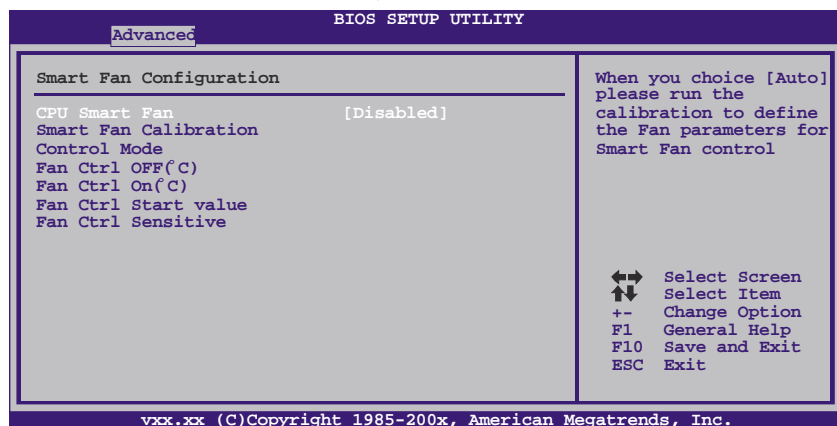 BIOS SETUP UTILITY
Advanced
Smart Fan Configuration
CPU Smart Fan [Disabled]
Smart Fan Calibration
Control Mode
Fan Ctrl OFF(°C)
Fan Ctrl On(°C)
Fan Ctrl Start value
Fan Ctrl Sensitive
When you choice [Auto]
please run the
calibration to define
the Fan parameters for
Smart Fan control
Select Screen
Select Item
+- Change Option
F1 General Help
F10 Save and Exit
ESC Exit
vxx.xx (C)Copyright 1985-200x, American Megatrends, Inc.